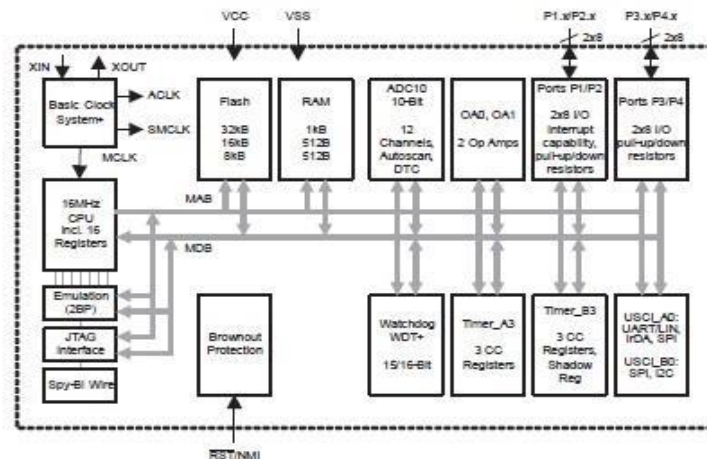 VCC
VSS
P1.x/P2.x
P3.x/P4.x
2x8
2x8
XIN
XOUT
Basic Clock
System+
ACLK
SMCLK
MCLK
Flash
32kB
16kB
8kB
RAM
1kB
512B
512B
ADC10
10-Bit
12
Channels,
Autoscan,
DTC
OA0, OA1
2 Op Amps
Ports P1/P2
2x8 I/O
Interrupt
capability,
pull-up/down
resistors
Ports P3/P4
2x8 I/O
pull-up/down
resistors
16MHz
CPU
incl. 16
Registers
MAB
MDB
Emulation
(2BP)
JTAG
Interface
Spy-Bi Wire
Brownout
Protection
RST/NMI
Watchdog
WDT+
15/16-Bit
Timer_A3
3 CC
Registers
Timer_B3
3 CC
Registers,
Shadow
Reg
USCI_A0:
UART/LIN,
IrDA, SPI
USCI_B0:
SPI, I2C